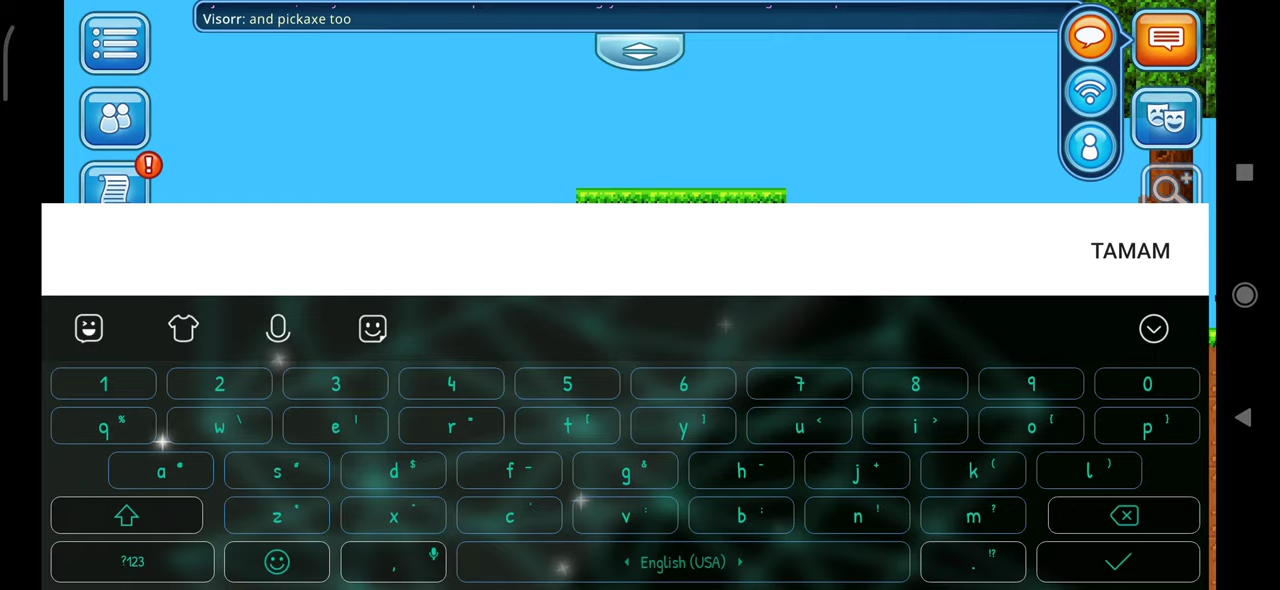 Visorr: and pickaxe too
TAMAM
1 2 3 4 5 6 7 8 9 0
q % w \ e | r = t [ y ] u < i > o { p }
a s # d $ f − g & h - j + k ( l )
z x c v : b ; n ! m ?
?123 , English (USA) . !?